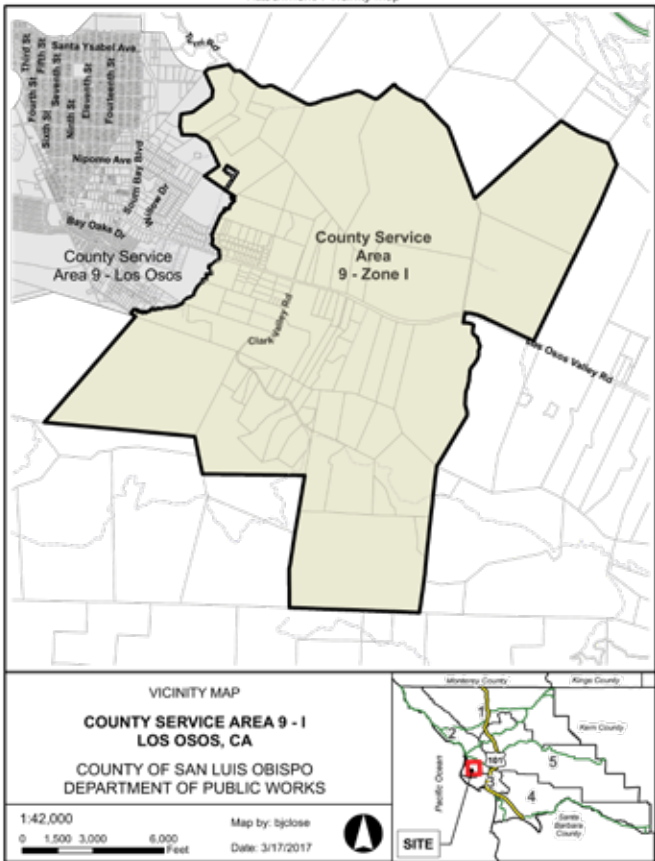 Turri Rd
Santa Ysabel Ave
Third St
Fourth St
Fifth St
Sixth St
Seventh St
Ninth St
Eleventh St
Fourteenth St
Nipomo Ave
South Bay Blvd
Willow Dr
Bay Oaks Dr
County Service
Area 9 - Los Osos
County Service
Area
9 - Zone I
Clark Valley Rd
Los Osos Valley Rd
VICINITY MAP
COUNTY SERVICE AREA 9 - I
LOS OSOS, CA
COUNTY OF SAN LUIS OBISPO
DEPARTMENT OF PUBLIC WORKS
1:42,000
0 1,500 3,000 6,000
Feet
Map by: bjclose
Date: 3/17/2017
Monterey County
Kings County
Kern County
Santa
Barbara
County
Pacific Ocean
1
2
3
4
5
101
SITE